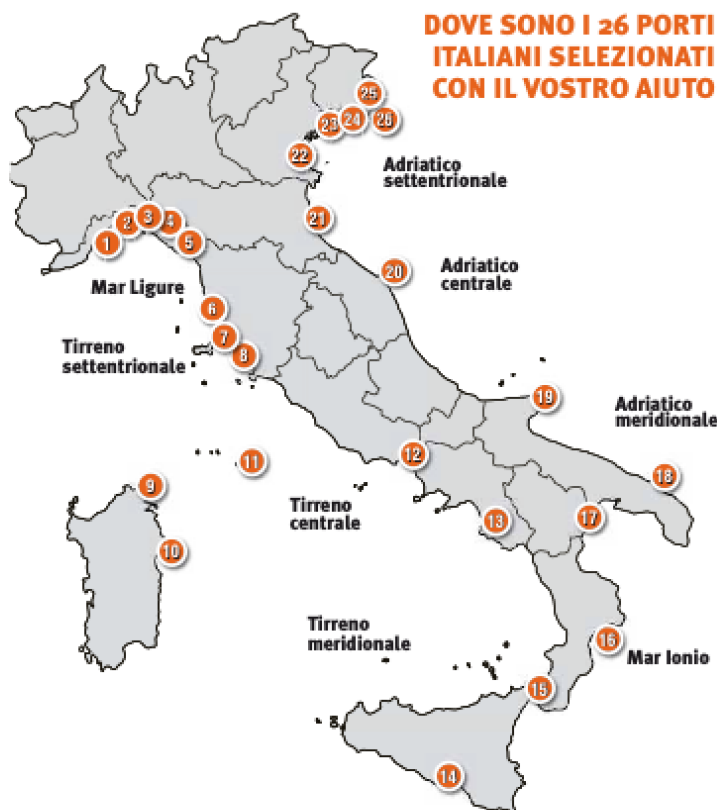 DOVE SONO I 26 PORTI
ITALIANI SELEZIONATI
CON IL VOSTRO AIUTO
25
23
24
26
22
Adriatico
settentrionale
21
1
2
3
4
5
Mar Ligure
20
Adriatico
centrale
6
7
8
Tirreno
settentrionale
19
Adriatico
meridionale
12
11
18
9
Tirreno
centrale
13
17
10
Tirreno
meridionale
16
Mar Ionio
15
14